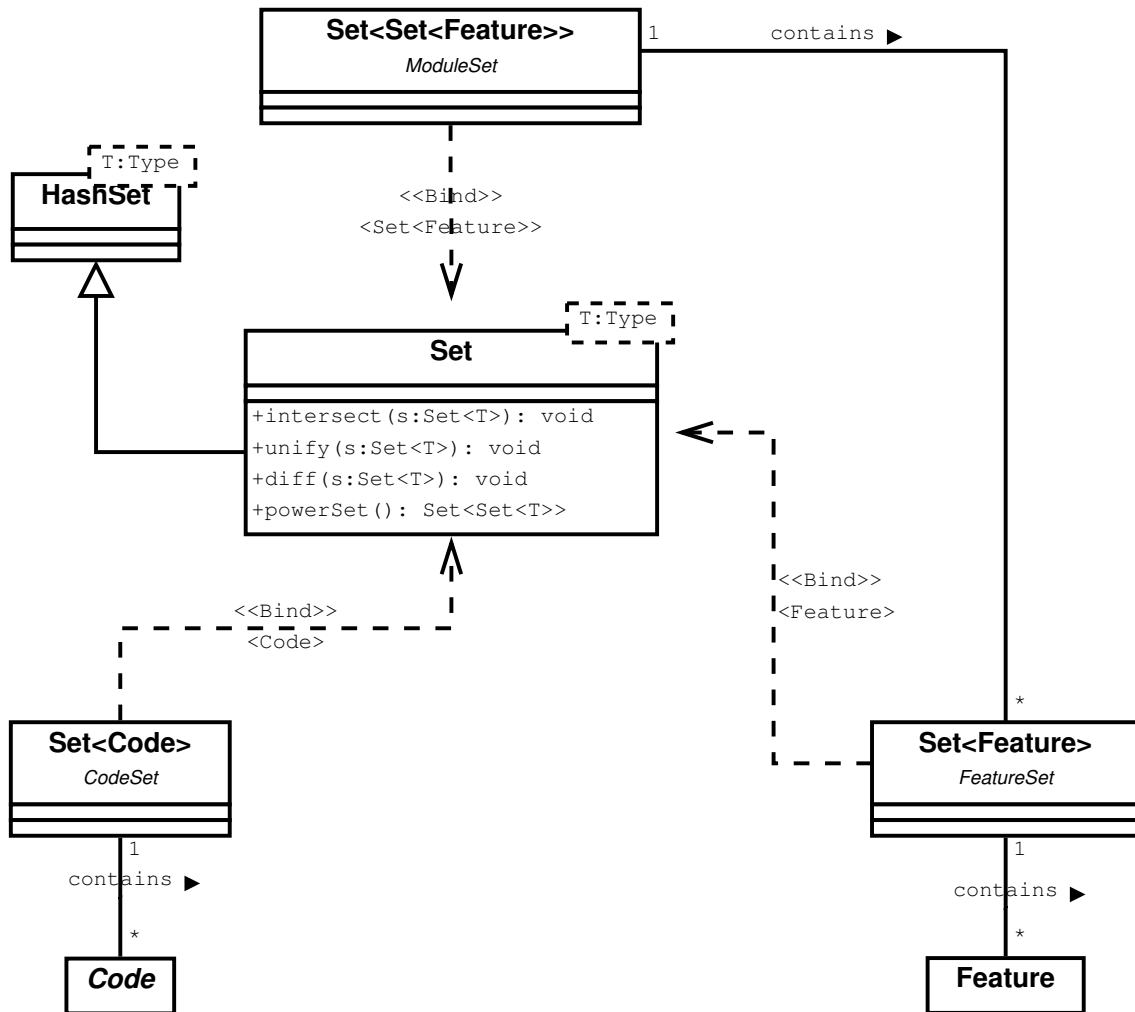 Set<Set<Feature>>
ModuleSet
1
contains ▶
T:Type
HashSet
<<Bind>>
<Set<Feature>>
T:Type
Set
+intersect(s:Set<T>): void
+unify(s:Set<T>): void
+diff(s:Set<T>): void
+powerSet(): Set<Set<T>>
<<Bind>>
<Feature>
<<Bind>>
<Code>
*
Set<Code>
CodeSet
Set<Feature>
FeatureSet
1
contains ▶
*
Code
1
contains ▶
*
Feature